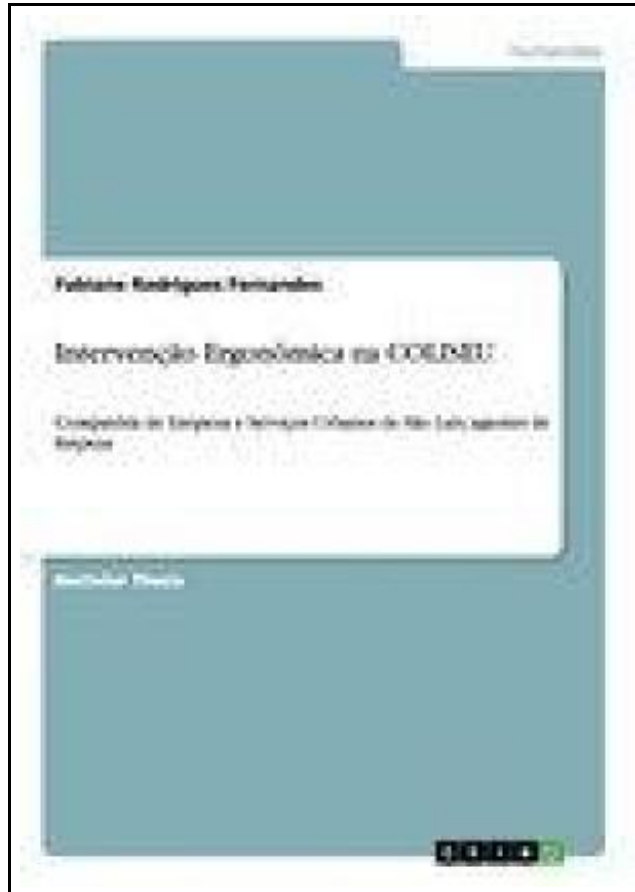 Fabiane Rodrigues Fernandes
Intervenção Ergonômica na COLISEU
Companhia de limpeza e Serviços Urbanos de São Luís; agentes de
limpeza
Bachelor Thesis
G R I N